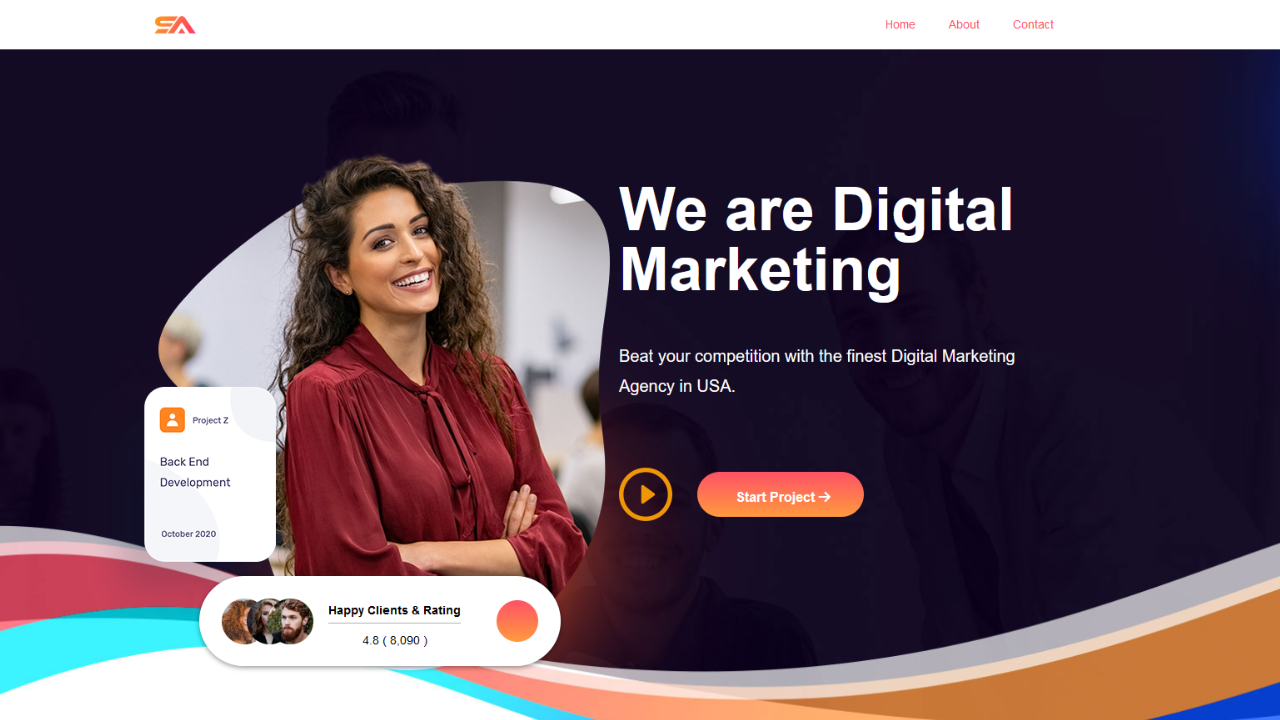 SA
Home About Contact
We are Digital
Marketing
Beat your competition with the finest Digital Marketing
Agency in USA.
Start Project →
Project Z
Back End
Development
October 2020
Happy Clients & Rating
4.8 ( 8,090 )